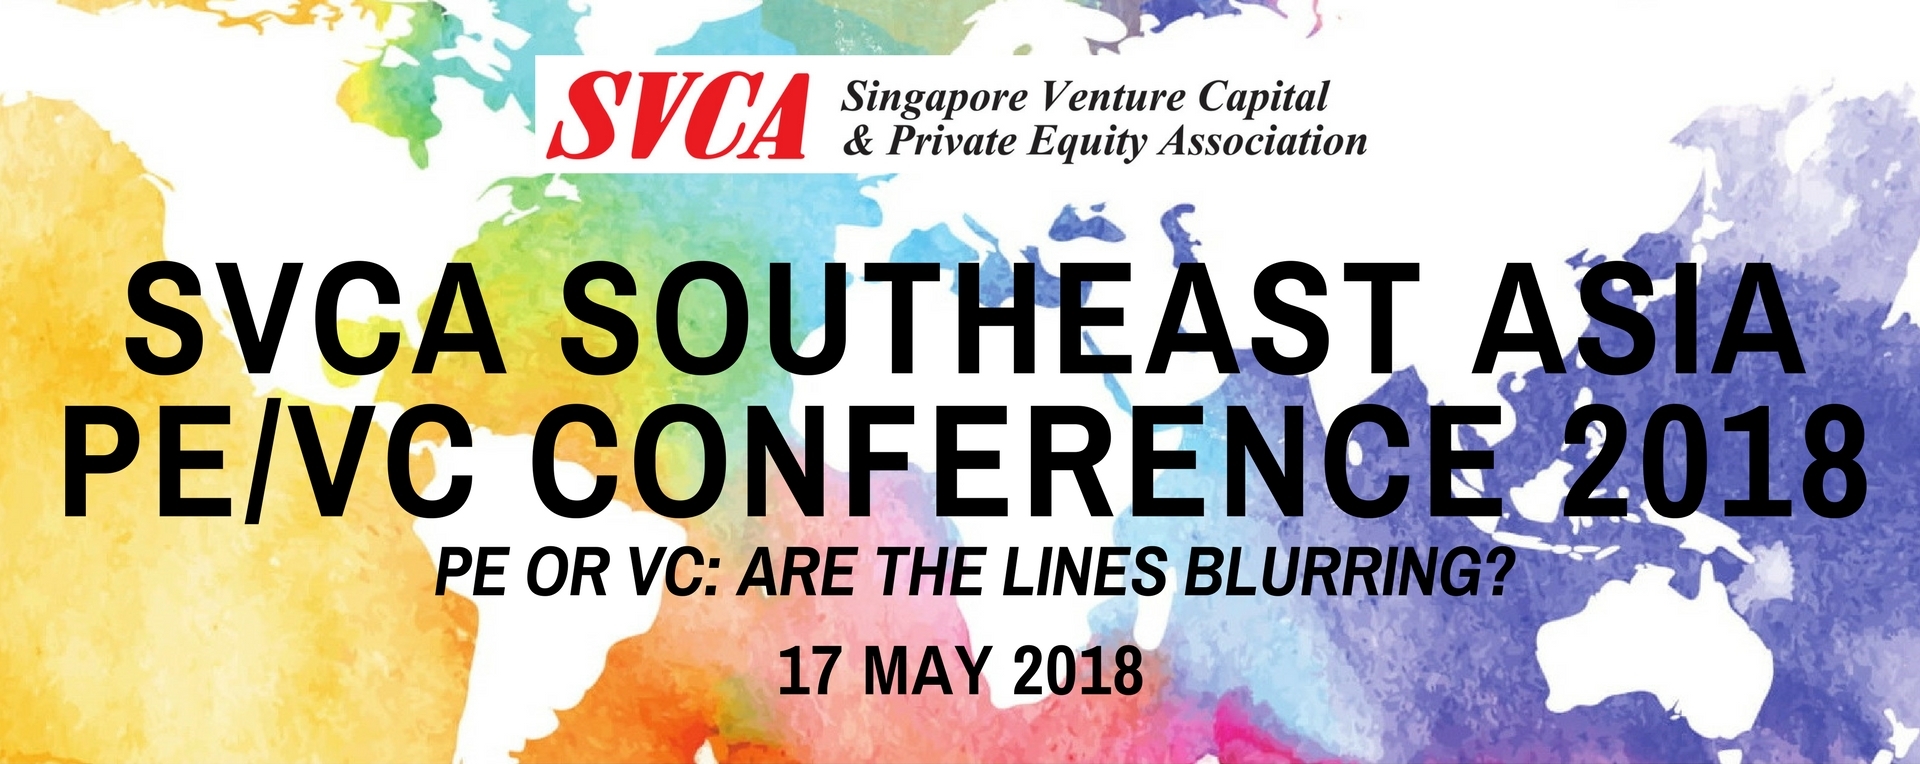 SVCA
Singapore Venture Capital
& Private Equity Association
SVCA SOUTHEAST ASIA
PE/VC CONFERENCE 2018
PE OR VC: ARE THE LINES BLURRING?
17 MAY 2018